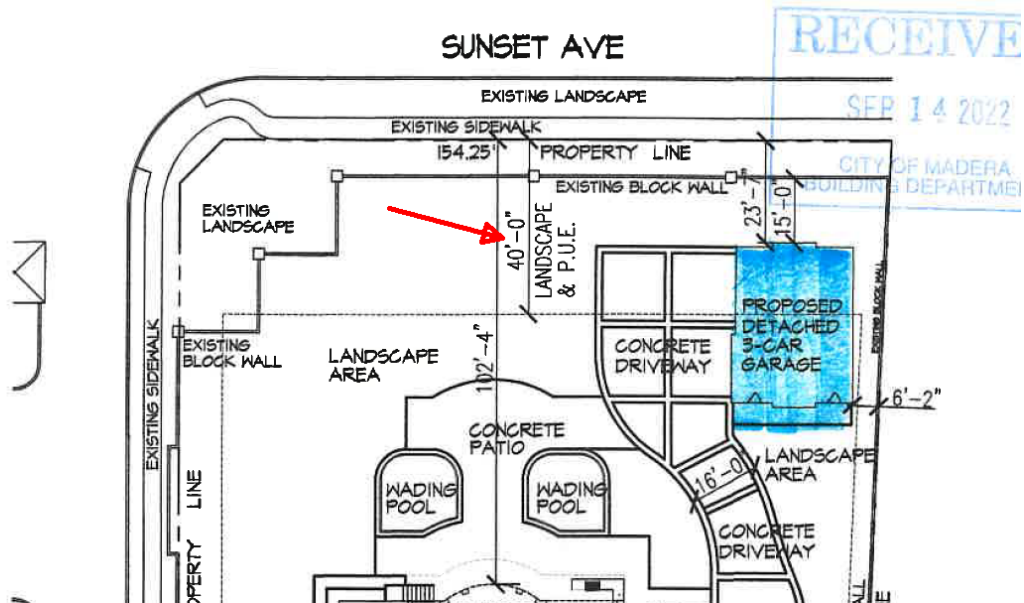 SUNSET AVE
RECEIVE
SEP 14 2022
CITY OF MADERA
BUILDING DEPARTME
EXISTING LANDSCAPE
EXISTING SIDEWALK
154.25' PROPERTY LINE
EXISTING BLOCK WALL
EXISTING
LANDSCAPE
40'-0"
LANDSCAPE
& P.U.E.
15'-0"
EXISTING BLOCK WALL
EXISTING
BLOCK WALL
LANDSCAPE
AREA
102'-4"
CONCRETE
DRIVEWAY
PROPOSED
DETACHED
3-CAR
GARAGE
6'-2"
EXISTING SIDEWALK
CONCRETE
PATIO
WADING
POOL
WADING
POOL
16'-0"
LANDSCAPE
AREA
CONCRETE
DRIVEWAY
OPERTY LINE
ALL
E